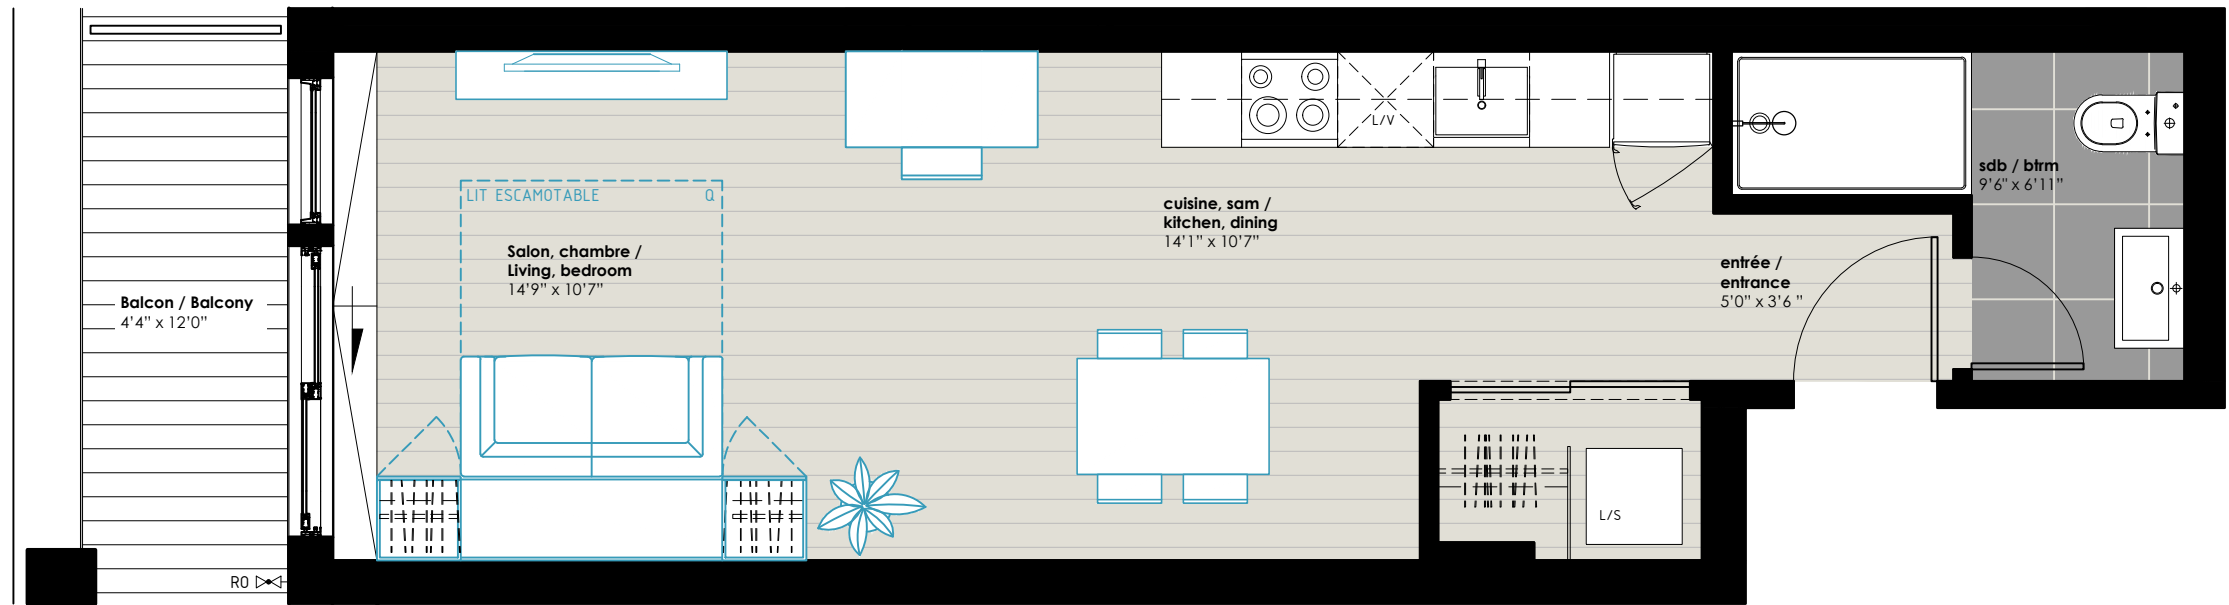 LIT ESCAMOTABLE Q
Salon, chambre /
Living, bedroom
14'9" x 10'7"
Balcon / Balcony
4'4" x 12'0"
RO
L/V
cuisine, sam /
kitchen, dining
14'1" x 10'7"
sdb / btrm
9'6" x 6'11"
entrée /
entrance
5'0" x 3'6 "
L/S